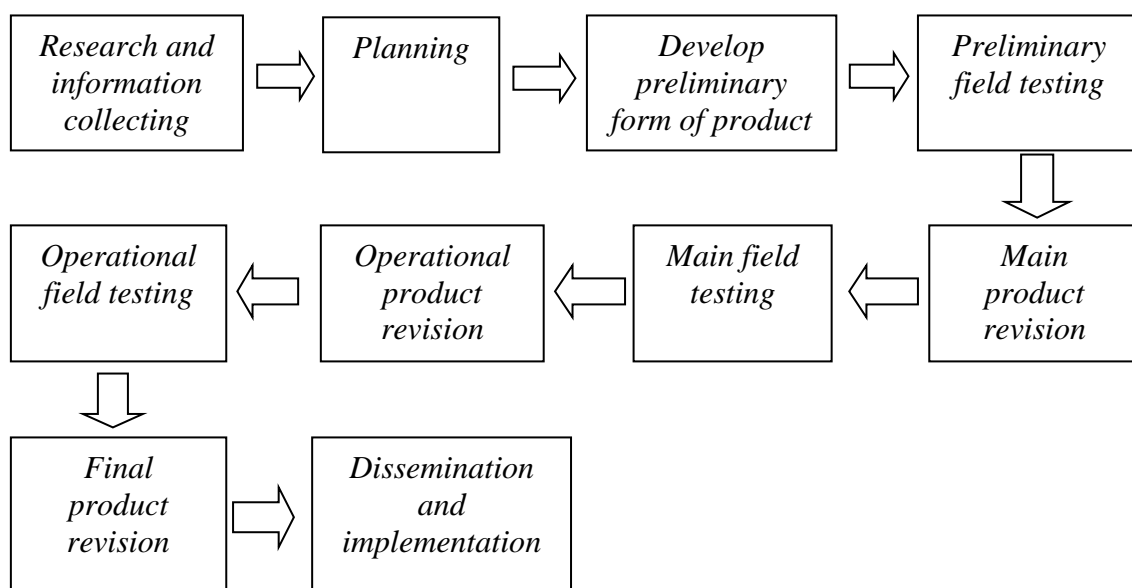 Research and
information
collecting
Planning
Develop
preliminary
form of product
Preliminary
field testing
Main
product
revision
Main field
testing
Operational
product
revision
Operational
field testing
Final
product
revision
Dissemination
and
implementation